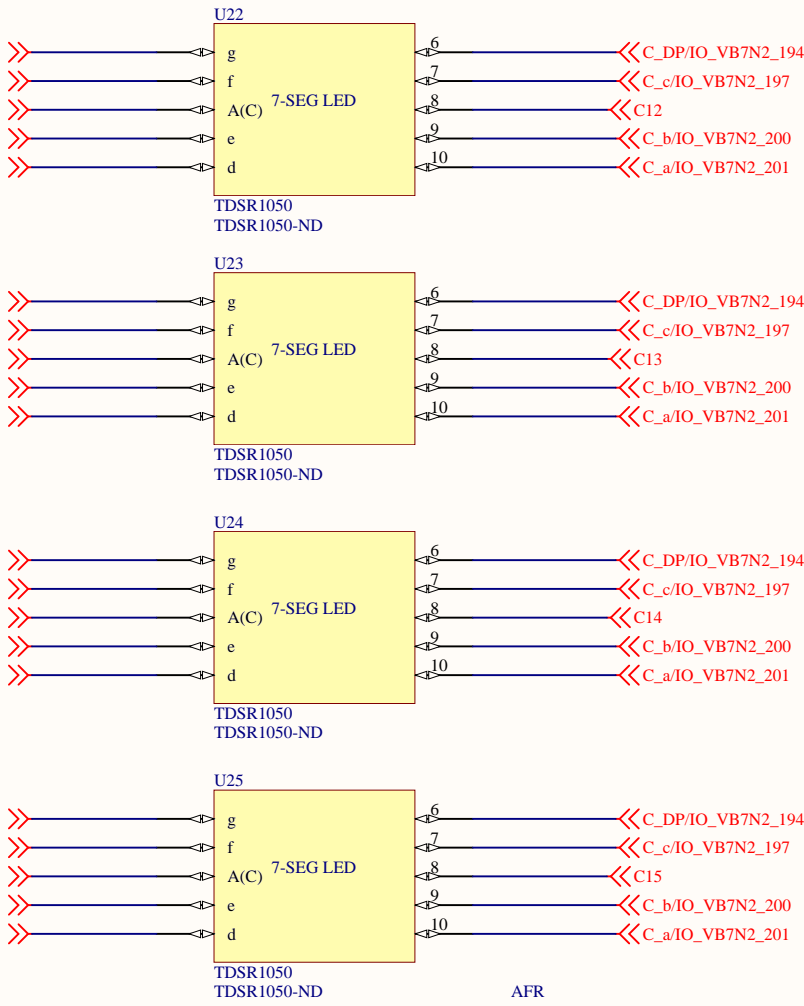 U22
g 6 C_DP/IO_VB7N2_194
f 7 C_c/IO_VB7N2_197
A(C) 7-SEG LED 8 C12
e 9 C_b/IO_VB7N2_200
d 10 C_a/IO_VB7N2_201
TDSR1050
TDSR1050-ND
U23
g 6 C_DP/IO_VB7N2_194
f 7 C_c/IO_VB7N2_197
A(C) 7-SEG LED 8 C13
e 9 C_b/IO_VB7N2_200
d 10 C_a/IO_VB7N2_201
TDSR1050
TDSR1050-ND
U24
g 6 C_DP/IO_VB7N2_194
f 7 C_c/IO_VB7N2_197
A(C) 7-SEG LED 8 C14
e 9 C_b/IO_VB7N2_200
d 10 C_a/IO_VB7N2_201
TDSR1050
TDSR1050-ND
U25
g 6 C_DP/IO_VB7N2_194
f 7 C_c/IO_VB7N2_197
A(C) 7-SEG LED 8 C15
e 9 C_b/IO_VB7N2_200
d 10 C_a/IO_VB7N2_201
TDSR1050
TDSR1050-ND AFR